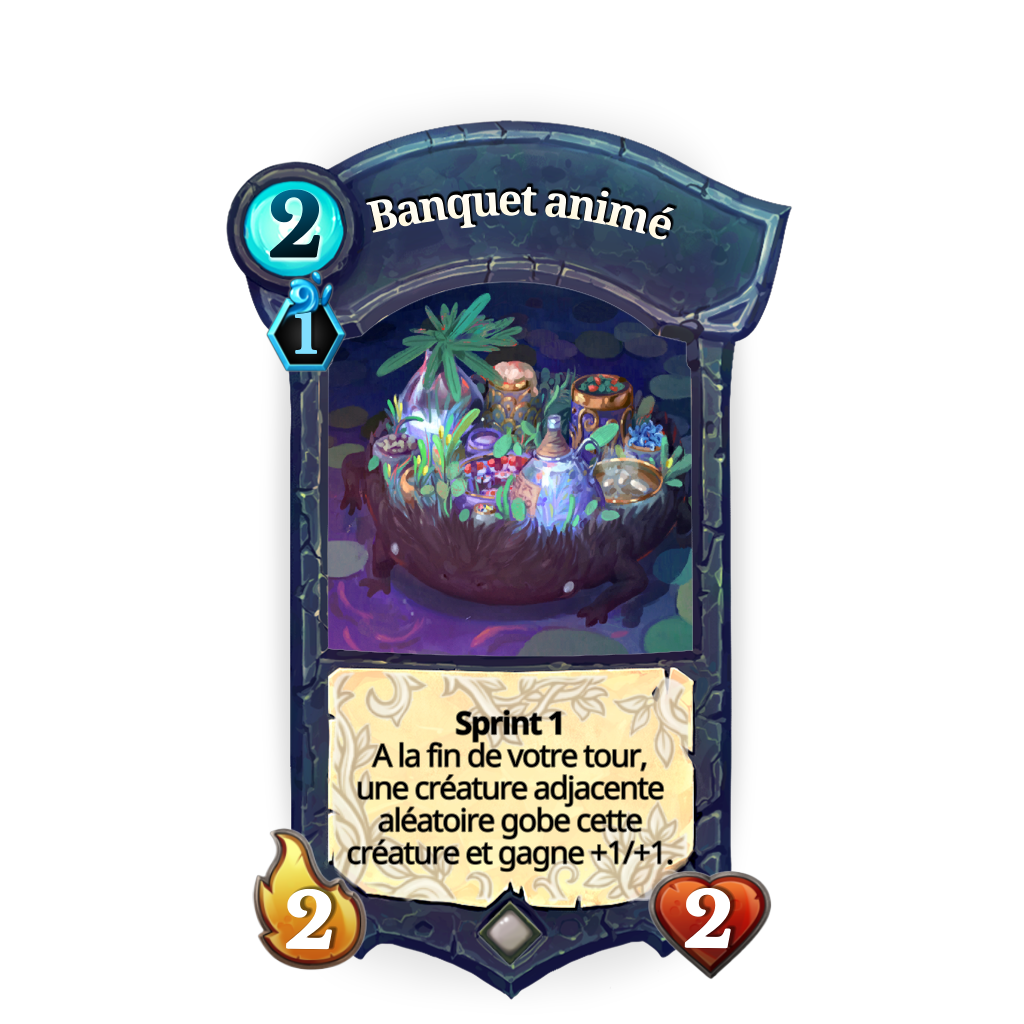 2
Banquet animé
1
Sprint 1
A la fin de votre tour,
une créature adjacente
aléatoire gobe cette
créature et gagne +1/+1.
2
2